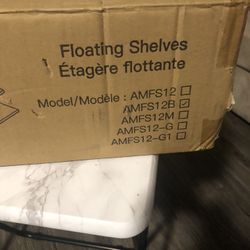 Floating Shelves
Étagère flottante
Model/Modèle : AMFS12 ☐
AMFS12B ☑
AMFS12M ☐
AMFS12-G ☐
AMFS12-G1 ☐